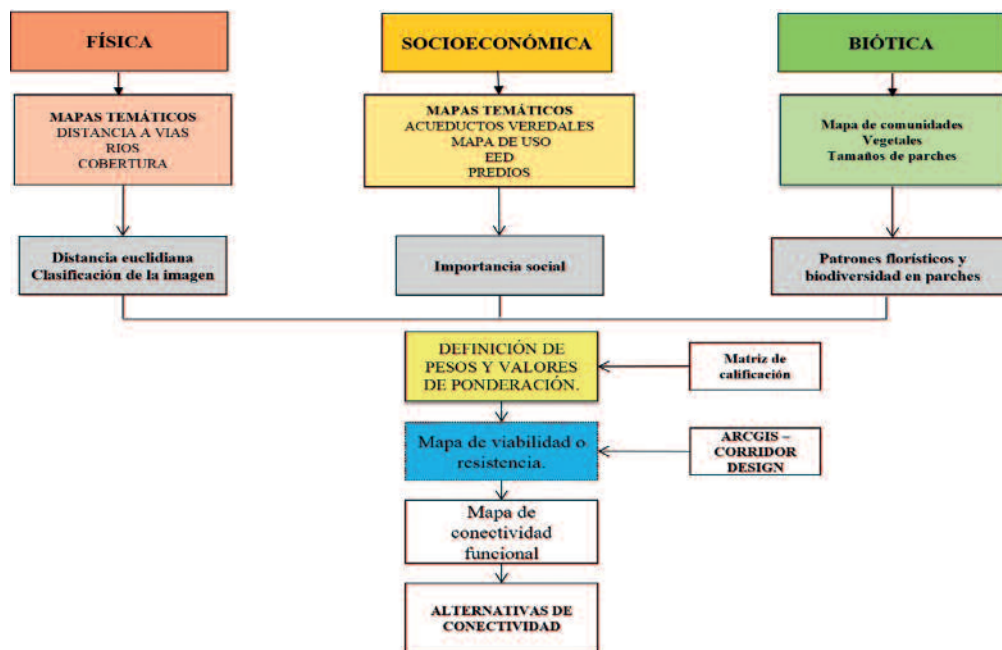 FÍSICA
SOCIOECONÓMICA
BIÓTICA
MAPAS TEMÁTICOS
DISTANCIA A VIAS
RIOS
COBERTURA
MAPAS TEMÁTICOS
ACUEDUCTOS VEREDALES
MAPA DE USO
EED
PREDIOS
Mapa de comunidades
Vegetales
Tamaños de parches
Distancia euclidiana
Clasificación de la imagen
Importancia social
Patrones florísticos y
biodiversidad en parches
DEFINICIÓN DE
PESOS Y VALORES
DE PONDERACIÓN.
Matriz de
calificación
Mapa de viabilidad o
resistencia.
ARCGIS –
CORRIDOR
DESIGN
Mapa de
conectividad
funcional
ALTERNATIVAS DE
CONECTIVIDAD